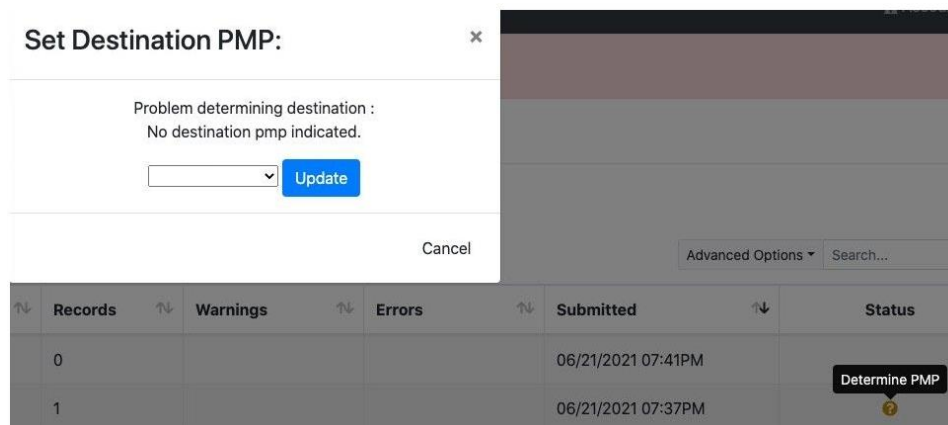 Set Destination PMP:
×
Problem determining destination :
No destination pmp indicated.
Update
Cancel
Advanced Options
Search...
Records
Warnings
Errors
Submitted
Status
0
06/21/2021 07:41PM
Determine PMP
1
06/21/2021 07:37PM
?